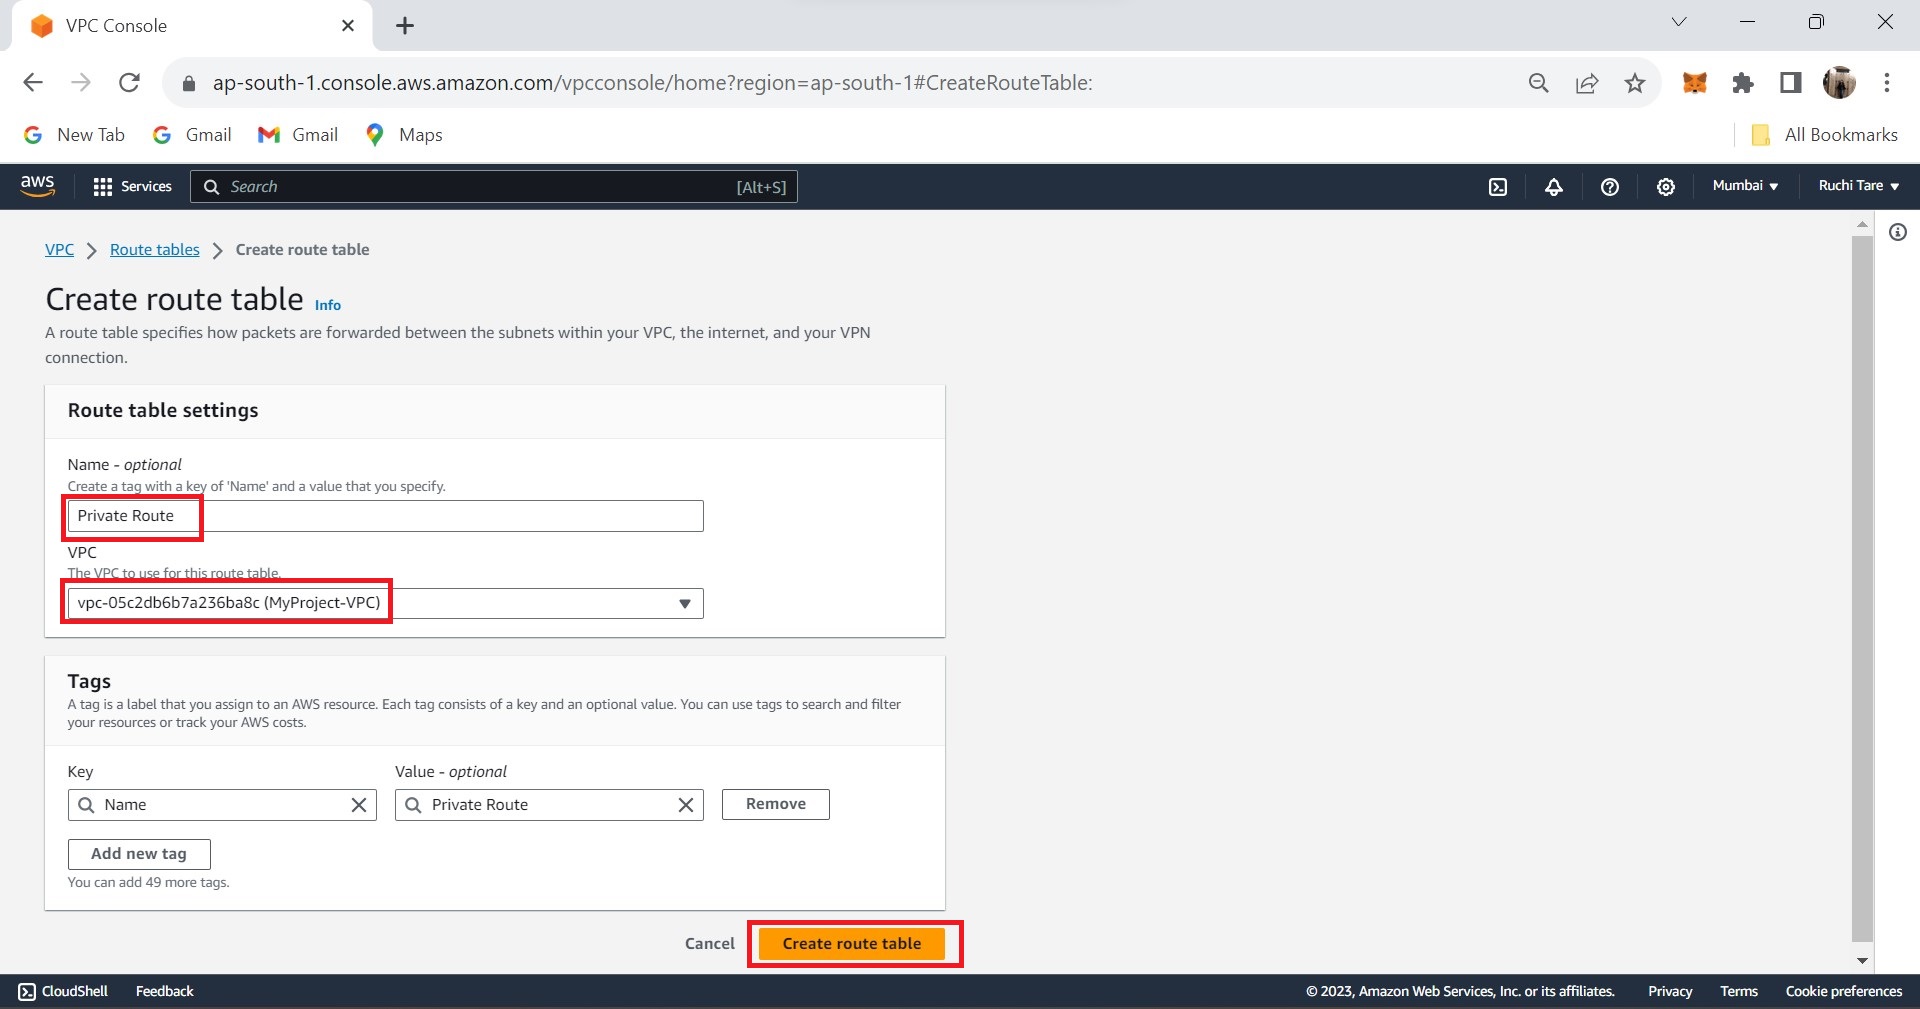 VPC Console
ap-south-1.console.aws.amazon.com/vpcconsole/home?region=ap-south-1#CreateRouteTable:
New Tab Gmail Gmail Maps All Bookmarks
aws Services Search [Alt+S] Mumbai Ruchi Tare
VPC Route tables Create route table
Create route table Info
A route table specifies how packets are forwarded between the subnets within your VPC, the internet, and your VPN
connection.
Route table settings
Name - optional
Create a tag with a key of 'Name' and a value that you specify.
Private Route
VPC
The VPC to use for this route table.
vpc-05c2db6b7a236ba8c (MyProject-VPC)
Tags
A tag is a label that you assign to an AWS resource. Each tag consists of a key and an optional value. You can use tags to search and filter
your resources or track your AWS costs.
Key Value - optional
Name Private Route Remove
Add new tag
You can add 49 more tags.
Cancel Create route table
CloudShell Feedback © 2023, Amazon Web Services, Inc. or its affiliates. Privacy Terms Cookie preferences